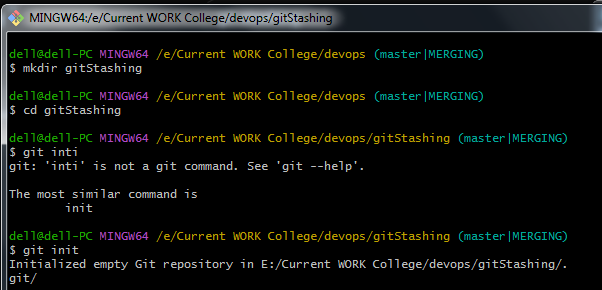 MINGW64:/e/Current WORK College/devops/gitStashing
dell@dell-PC MINGW64 /e/Current WORK College/devops (master|MERGING)
$ mkdir gitStashing
dell@dell-PC MINGW64 /e/Current WORK College/devops (master|MERGING)
$ cd gitStashing
dell@dell-PC MINGW64 /e/Current WORK College/devops/gitStashing (master|MERGING)
$ git inti
git: 'inti' is not a git command. See 'git --help'.
The most similar command is
init
dell@dell-PC MINGW64 /e/Current WORK College/devops/gitStashing (master|MERGING)
$ git init
Initialized empty Git repository in E:/Current WORK College/devops/gitStashing/.
git/